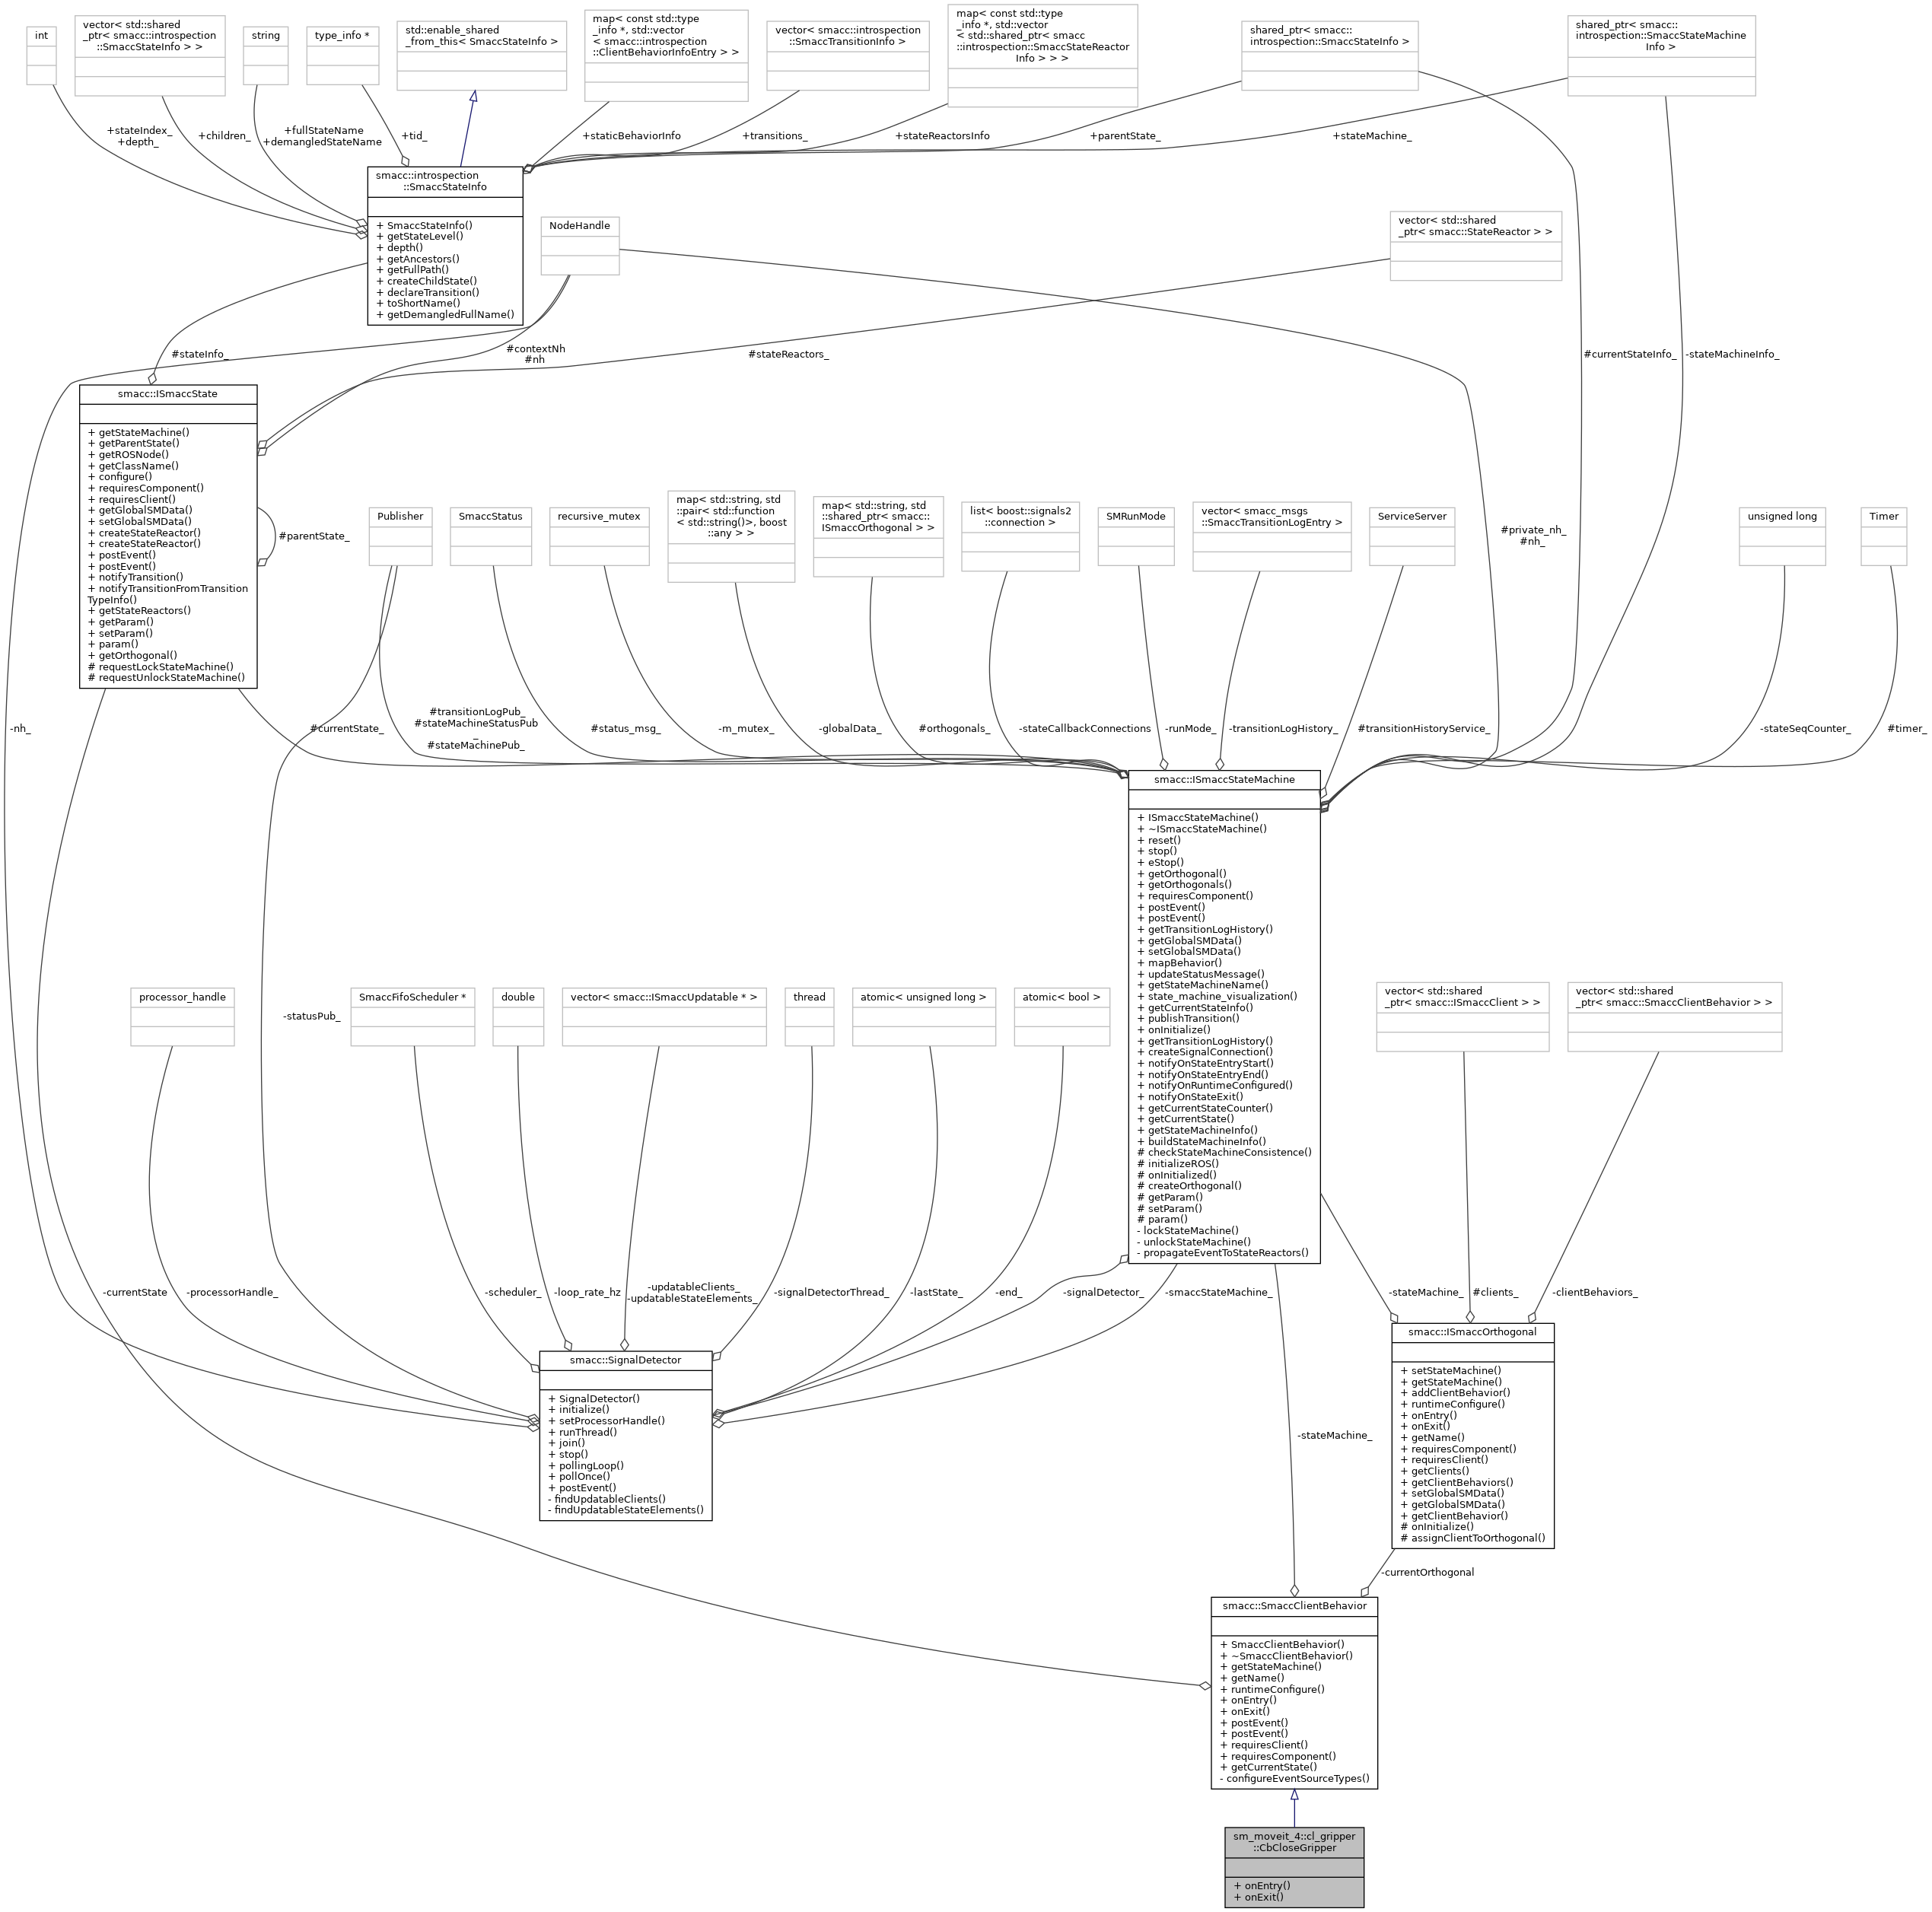 int
vector< std::shared
_ptr< smacc::introspection
::SmaccStateInfo > >
string
type_info *
std::enable_shared
_from_this< SmaccStateInfo >
map< const std::type
_info *, std::vector
< smacc::introspection
::ClientBehaviorInfoEntry > >
vector< smacc::introspection
::SmaccTransitionInfo >
map< const std::type
_info *, std::vector
< std::shared_ptr< smacc
::introspection::SmaccStateReactor
Info > > >
shared_ptr< smacc::
introspection::SmaccStateInfo >
shared_ptr< smacc::
introspection::SmaccStateMachine
Info >
+stateIndex_
+depth_
+children_
+fullStateName
+demangledStateName
+tid_
+staticBehaviorInfo
+transitions_
+stateReactorsInfo
+parentState_
+stateMachine_
smacc::introspection
::SmaccStateInfo
+ SmaccStateInfo()
+ getStateLevel()
+ depth()
+ getAncestors()
+ getFullPath()
+ createChildState()
+ declareTransition()
+ toShortName()
+ getDemangledFullName()
NodeHandle
vector< std::shared
_ptr< smacc::StateReactor > >
#stateInfo_
#contextNh
#nh
#stateReactors_
#currentStateInfo_
-stateMachineInfo_
smacc::ISmaccState
+ getStateMachine()
+ getParentState()
+ getROSNode()
+ getClassName()
+ configure()
+ requiresComponent()
+ requiresClient()
+ getGlobalSMData()
+ setGlobalSMData()
+ createStateReactor()
+ createStateReactor()
+ postEvent()
+ postEvent()
+ notifyTransition()
+ notifyTransitionFromTransition
TypeInfo()
+ getStateReactors()
+ getParam()
+ setParam()
+ param()
+ getOrthogonal()
# requestLockStateMachine()
# requestUnlockStateMachine()
#parentState_
Publisher
SmaccStatus
recursive_mutex
map< std::string, std
::pair< std::function
< std::string()>, boost
::any > >
map< std::string, std
::shared_ptr< smacc::
ISmaccOrthogonal > >
list< boost::signals2
::connection >
SMRunMode
vector< smacc_msgs
::SmaccTransitionLogEntry >
ServiceServer
#private_nh_
#nh_
unsigned long
Timer
-nh_
#currentState_
#transitionLogPub_
#stateMachineStatusPub
_
#stateMachinePub_
#status_msg_
-m_mutex_
-globalData_
#orthogonals_
-stateCallbackConnections
-runMode_
-transitionLogHistory_
#transitionHistoryService_
-stateSeqCounter_
#timer_
smacc::ISmaccStateMachine
+ ISmaccStateMachine()
+ ~ISmaccStateMachine()
+ reset()
+ stop()
+ eStop()
+ getOrthogonal()
+ getOrthogonals()
+ requiresComponent()
+ postEvent()
+ postEvent()
+ getTransitionLogHistory()
+ getGlobalSMData()
+ setGlobalSMData()
+ mapBehavior()
+ updateStatusMessage()
+ getStateMachineName()
+ state_machine_visualization()
+ getCurrentStateInfo()
+ publishTransition()
+ onInitialize()
+ getTransitionLogHistory()
+ createSignalConnection()
+ notifyOnStateEntryStart()
+ notifyOnStateEntryEnd()
+ notifyOnRuntimeConfigured()
+ notifyOnStateExit()
+ getCurrentStateCounter()
+ getCurrentState()
+ getStateMachineInfo()
+ buildStateMachineInfo()
# checkStateMachineConsistence()
# initializeROS()
# onInitialized()
# createOrthogonal()
# getParam()
# setParam()
# param()
- lockStateMachine()
- unlockStateMachine()
- propagateEventToStateReactors()
processor_handle
-statusPub_
SmaccFifoScheduler *
double
vector< smacc::ISmaccUpdatable * >
thread
atomic< unsigned long >
atomic< bool >
vector< std::shared
_ptr< smacc::ISmaccClient > >
vector< std::shared
_ptr< smacc::SmaccClientBehavior > >
-currentState
-processorHandle_
-scheduler_
-loop_rate_hz
-updatableClients_
-updatableStateElements_
-signalDetectorThread_
-lastState_
-end_
-signalDetector_
-smaccStateMachine_
-stateMachine_
#clients_
-clientBehaviors_
smacc::SignalDetector
+ SignalDetector()
+ initialize()
+ setProcessorHandle()
+ runThread()
+ join()
+ stop()
+ pollingLoop()
+ pollOnce()
+ postEvent()
- findUpdatableClients()
- findUpdatableStateElements()
smacc::ISmaccOrthogonal
+ setStateMachine()
+ getStateMachine()
+ addClientBehavior()
+ runtimeConfigure()
+ onEntry()
+ onExit()
+ getName()
+ requiresComponent()
+ requiresClient()
+ getClients()
+ getClientBehaviors()
+ setGlobalSMData()
+ getGlobalSMData()
+ getClientBehavior()
# onInitialize()
# assignClientToOrthogonal()
-stateMachine_
-currentOrthogonal
smacc::SmaccClientBehavior
+ SmaccClientBehavior()
+ ~SmaccClientBehavior()
+ getStateMachine()
+ getName()
+ runtimeConfigure()
+ onEntry()
+ onExit()
+ postEvent()
+ postEvent()
+ requiresClient()
+ requiresComponent()
+ getCurrentState()
- configureEventSourceTypes()
sm_moveit_4::cl_gripper
::CbCloseGripper
+ onEntry()
+ onExit()